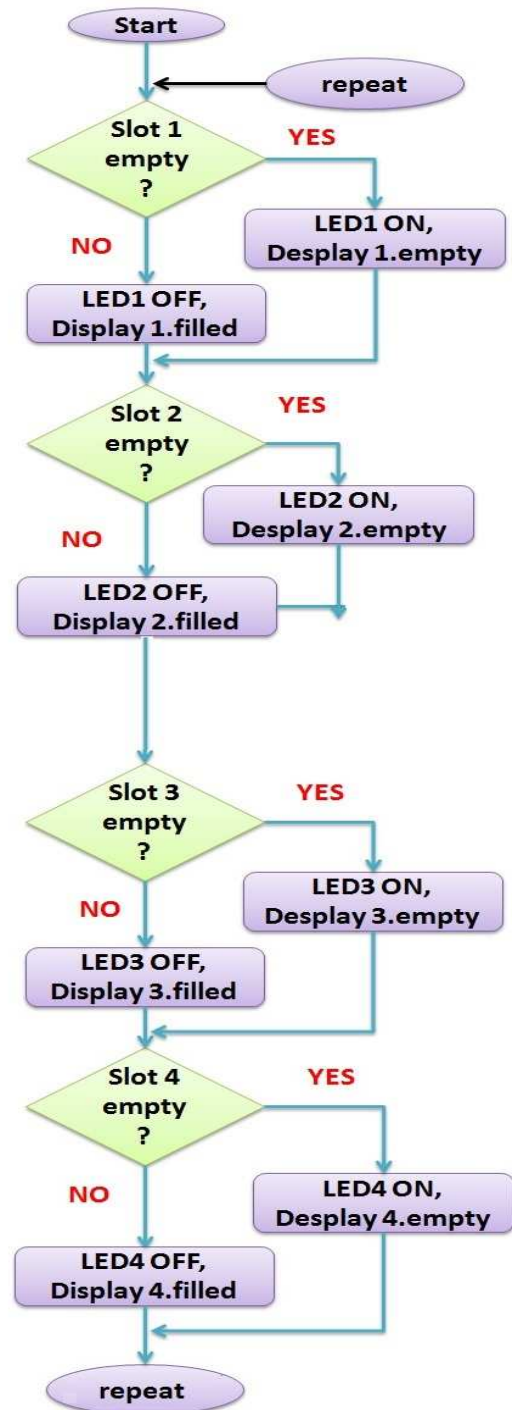 Start
repeat
Slot 1
empty
?
YES
NO
LED1 ON,
Desplay 1.empty
LED1 OFF,
Display 1.filled
Slot 2
empty
?
YES
NO
LED2 ON,
Desplay 2.empty
LED2 OFF,
Display 2.filled
Slot 3
empty
?
YES
NO
LED3 ON,
Desplay 3.empty
LED3 OFF,
Display 3.filled
Slot 4
empty
?
YES
NO
LED4 ON,
Desplay 4.empty
LED4 OFF,
Display 4.filled
repeat